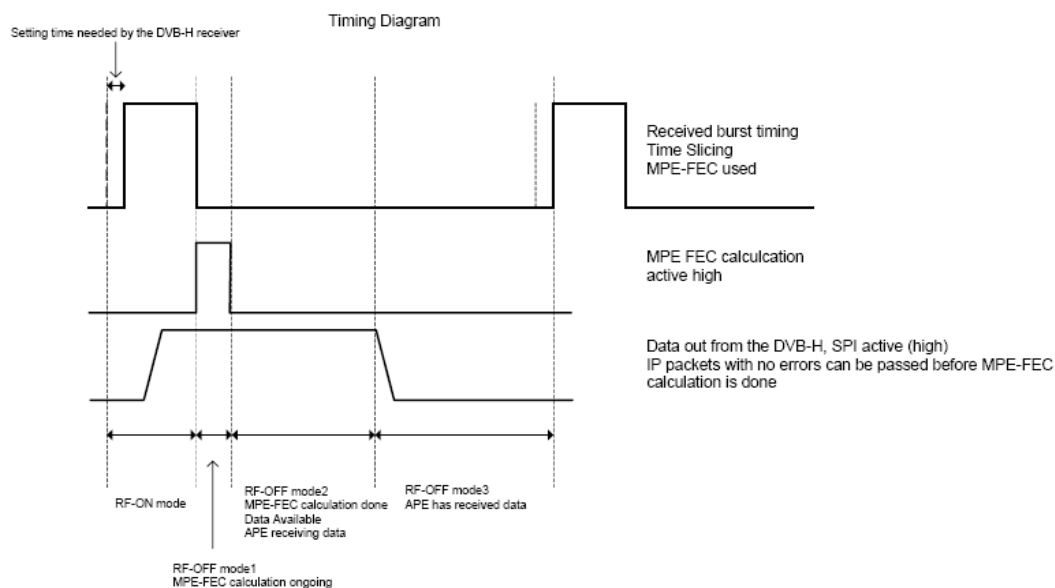 Timing Diagram
Setting time needed by the DVB-H receiver
Received burst timing
Time Slicing
MPE-FEC used
MPE FEC calculcation
active high
Data out from the DVB-H, SPI active (high)
IP packets with no errors can be passed before MPE-FEC
calculation is done
RF-ON mode
RF-OFF mode2
MPE-FEC calculation done
Data Available
APE receiving data
RF-OFF mode3
APE has received data
RF-OFF mode1
MPE-FEC calculation ongoing